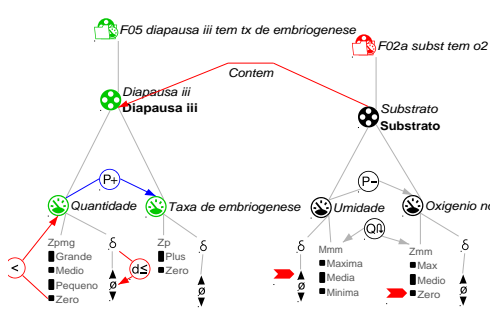 F05 diapausa iii tem tx de embriogenese
F02a subst tem o2
Contem
Diapausa iii
Diapausa iii
Substrato
Substrato
P+
P−
Quantidade
Taxa de embriogenese
Umidade
Oxigenio no
Zpmg
Grande
Medio
Pequeno
Zero
δ
<
d≤
ø
Zp
Plus
Zero
δ
ø
δ
ø
Mmm
Maxima
Media
Minima
Q
Zmm
Max
Medio
Zero
δ
ø